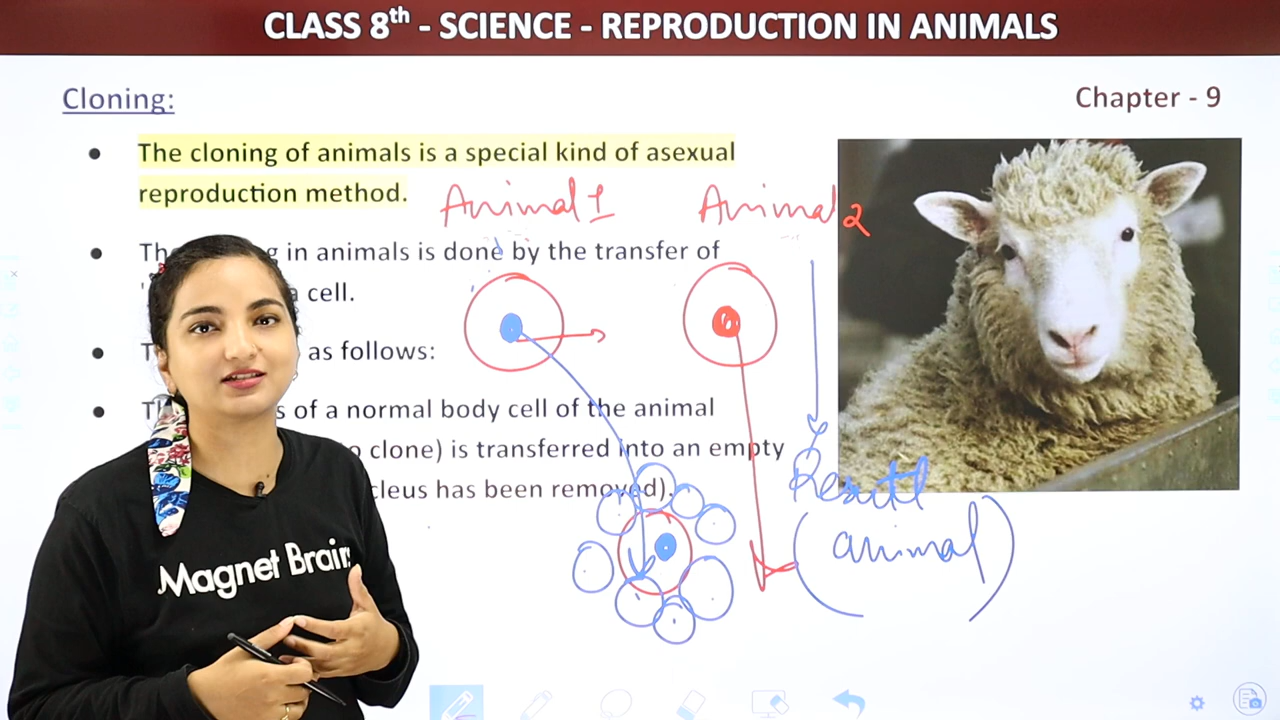 CLASS 8th - SCIENCE - REPRODUCTION IN ANIMALS
Cloning:
Chapter - 9
The cloning of animals is a special kind of asexual
reproduction method.
Animal 1
Animal 2
in animals is done by the transfer of
cell.
as follows:
of a normal body cell of the animal
clone) is transferred into an empty
has been removed).
Result
(animal)
Magnet Brains